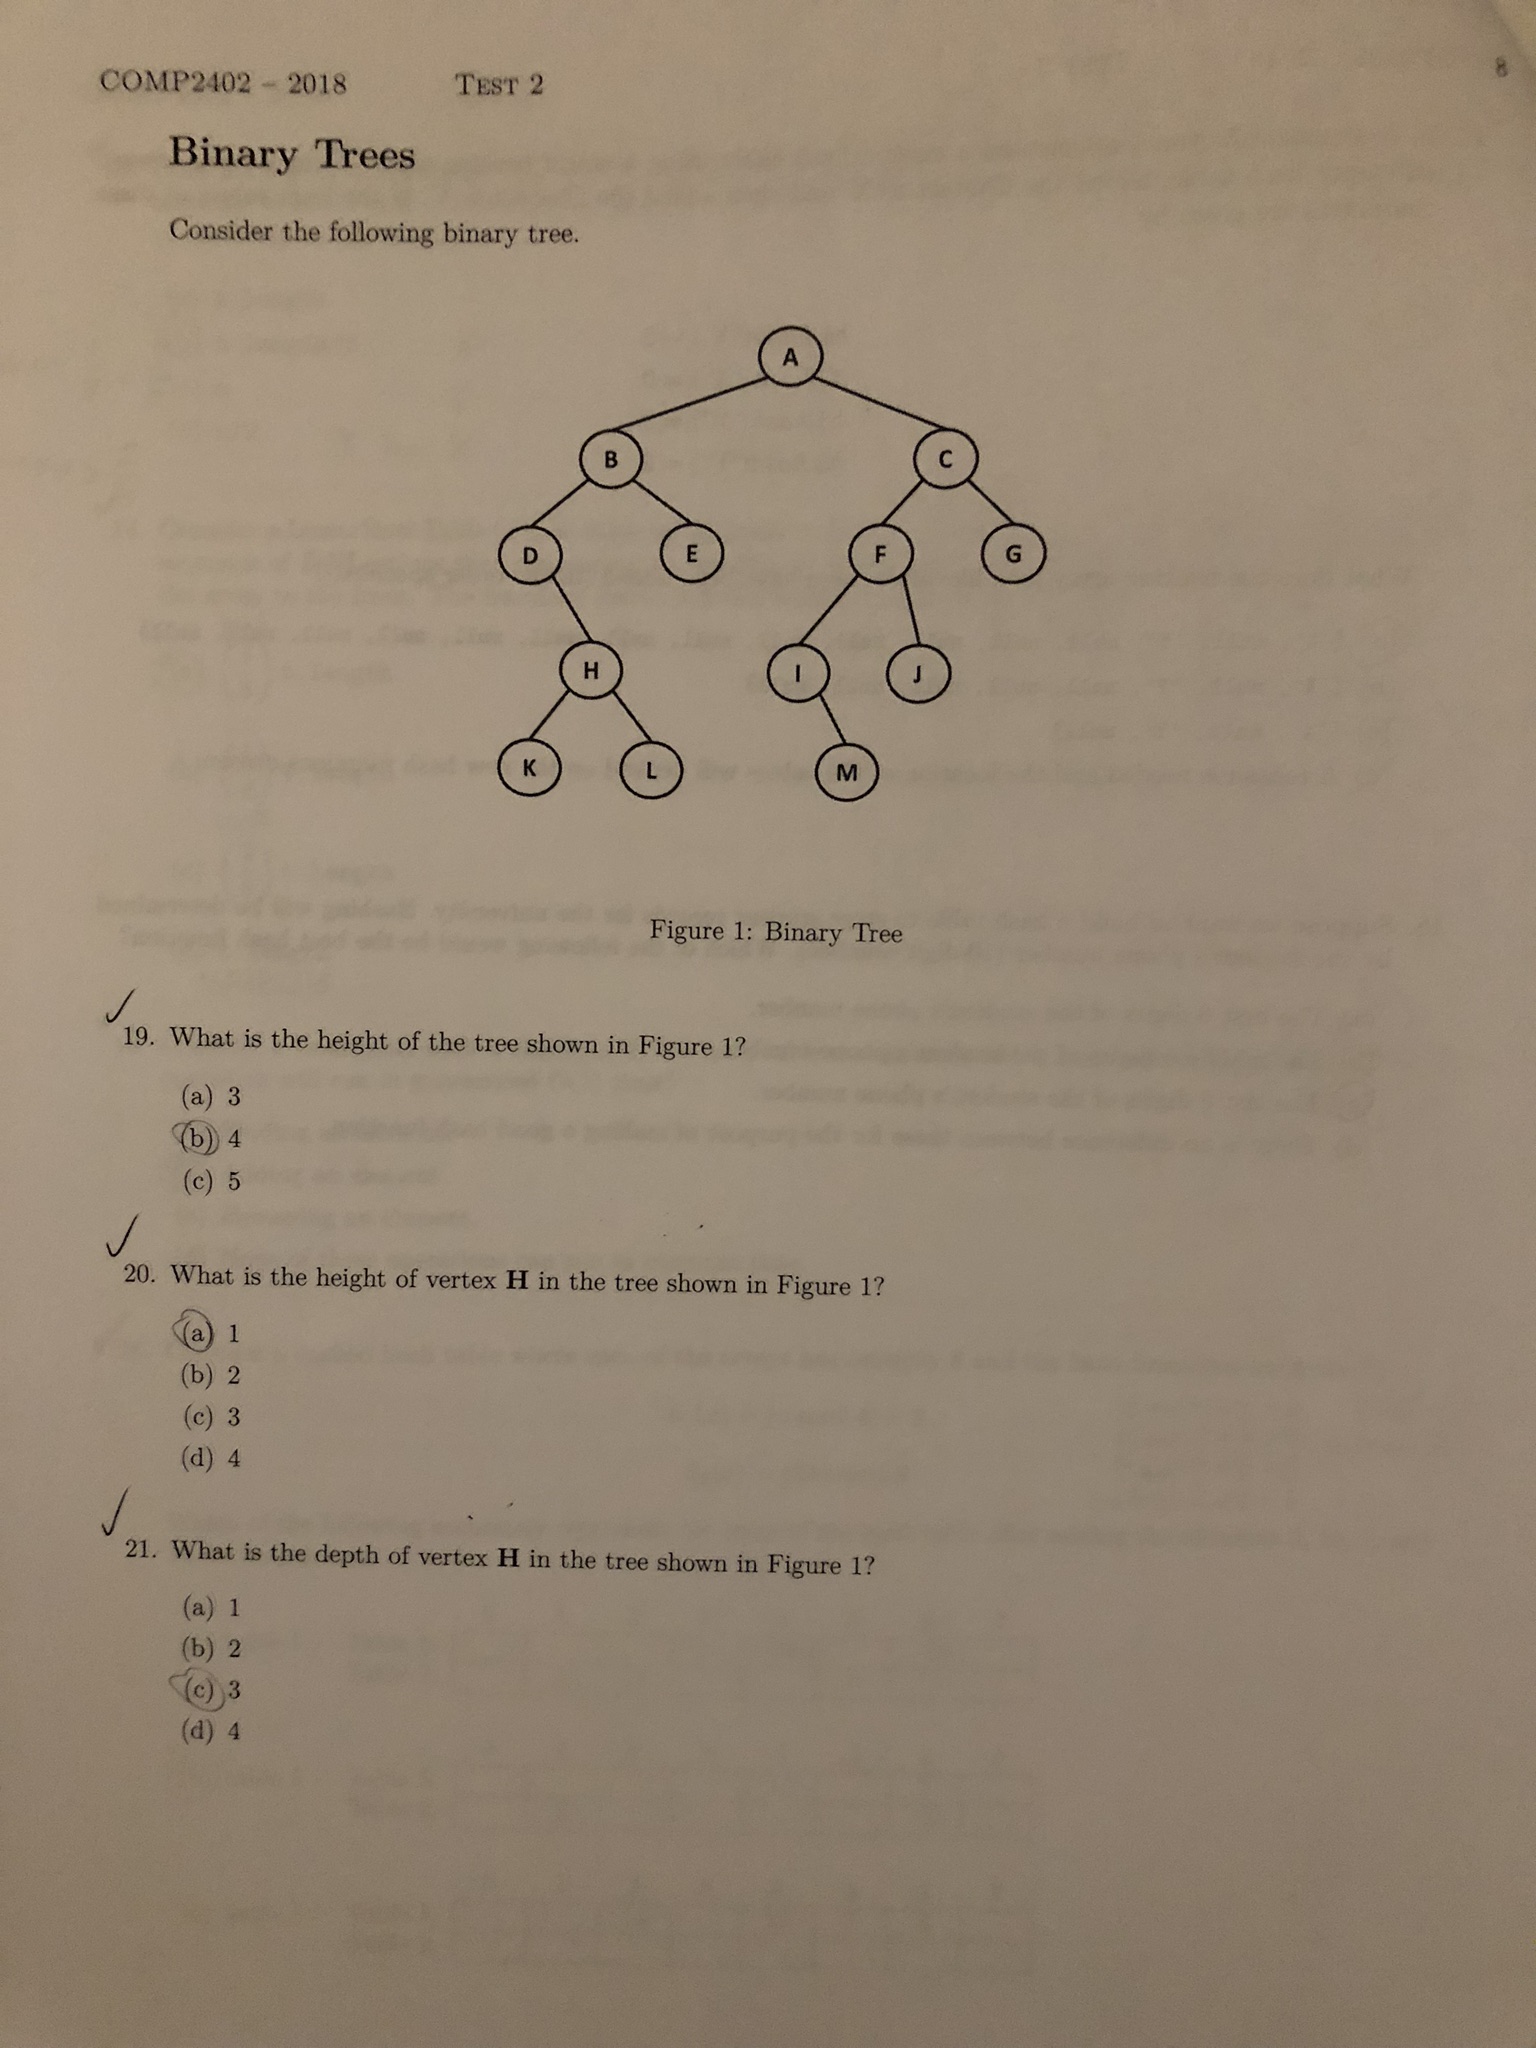 COMP2402 – 2018 TEST 2 8
Binary Trees
Consider the following binary tree.
A
B C
D E F G
H I J
K L M
Figure 1: Binary Tree
19. What is the height of the tree shown in Figure 1?
(a) 3
(b) 4
(c) 5
20. What is the height of vertex H in the tree shown in Figure 1?
(a) 1
(b) 2
(c) 3
(d) 4
21. What is the depth of vertex H in the tree shown in Figure 1?
(a) 1
(b) 2
(c) 3
(d) 4